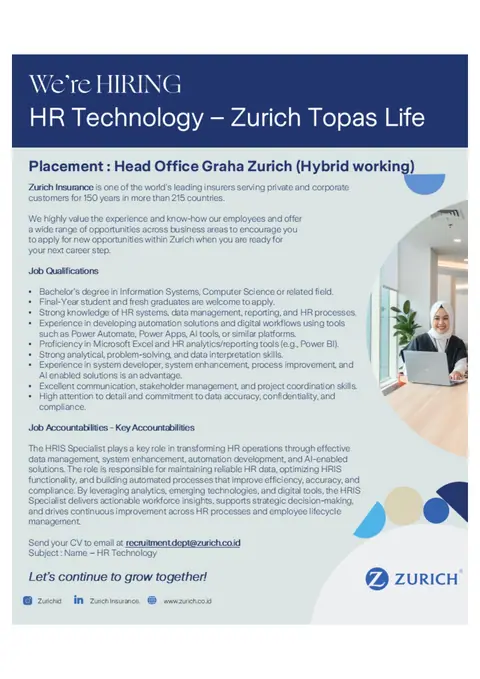 We're HIRING
HR Technology – Zurich Topas Life
Placement : Head Office Graha Zurich (Hybrid working)
Zurich Insurance is one of the world's leading insurers serving private and corporate
customers for 150 years in more than 215 countries.
We highly value the experience and know-how our employees and offer
a wide range of opportunities across business areas to encourage you
to apply for new opportunities within Zurich when you are ready for
your next career step.
Job Qualifications
• Bachelor's degree in Information Systems, Computer Science or related field.
• Final-Year student and fresh graduates are welcome to apply.
• Strong knowledge of HR systems, data management, reporting, and HR processes.
• Experience in developing automation solutions and digital workflows using tools
such as Power Automate, Power Apps, AI tools, or similar platforms.
• Proficiency in Microsoft Excel and HR analytics/reporting tools (e.g., Power BI).
• Strong analytical, problem-solving, and data interpretation skills.
• Experience in system developer, system enhancement, process improvement, and
AI enabled solutions is an advantage.
• Excellent communication, stakeholder management, and project coordination skills.
• High attention to detail and commitment to data accuracy, confidentiality, and
compliance.
Job Accountabilities - Key Accountabilities
The HRIS Specialist plays a key role in transforming HR operations through effective
data management, system enhancement, automation development, and AI-enabled
solutions. The role is responsible for maintaining reliable HR data, optimizing HRIS
functionality, and building automated processes that improve efficiency, accuracy, and
compliance. By leveraging analytics, emerging technologies, and digital tools, the HRIS
Specialist delivers actionable workforce insights, supports strategic decision-making,
and drives continuous improvement across HR processes and employee lifecycle
management.
Send your CV to email at recruitment.dept@zurich.co.id
Subject : Name – HR Technology
Let's continue to grow together!
ZURICH®
Zurichid Zurich Insurance. www.zurich.co.id